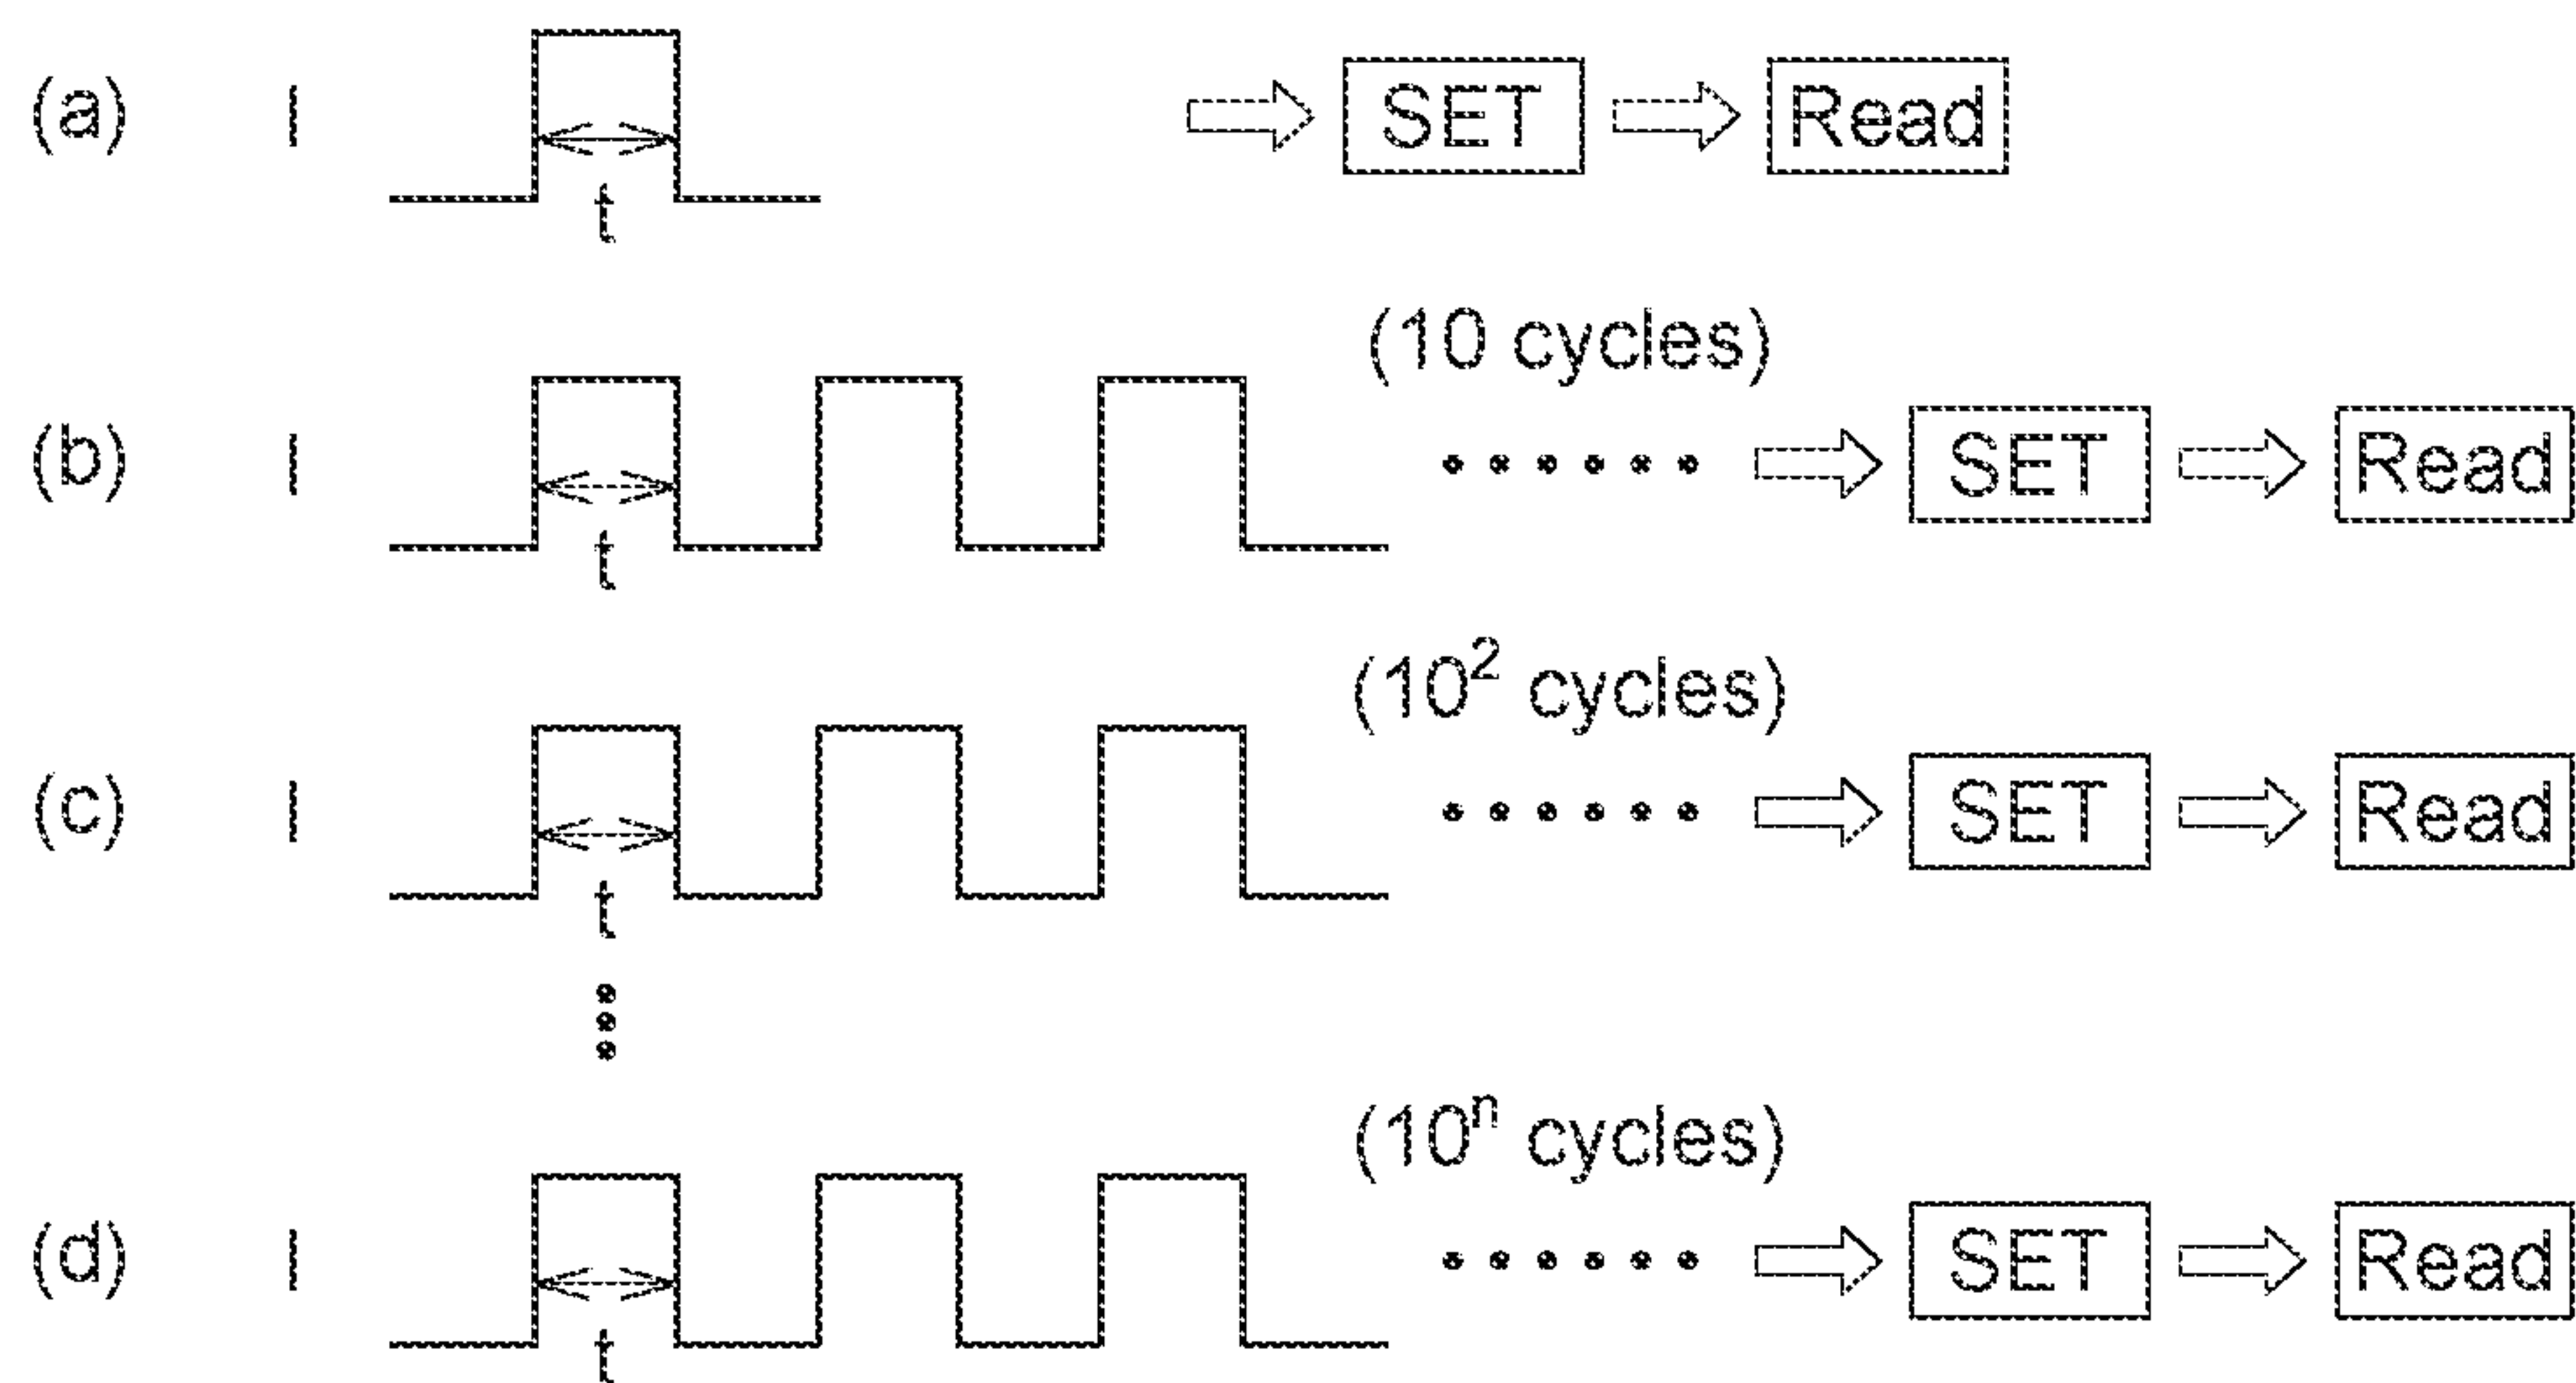 (a) I t SET Read
(10 cycles)
(b) I t SET Read
(10² cycles)
(c) I t SET Read
(10ⁿ cycles)
(d) I t SET Read